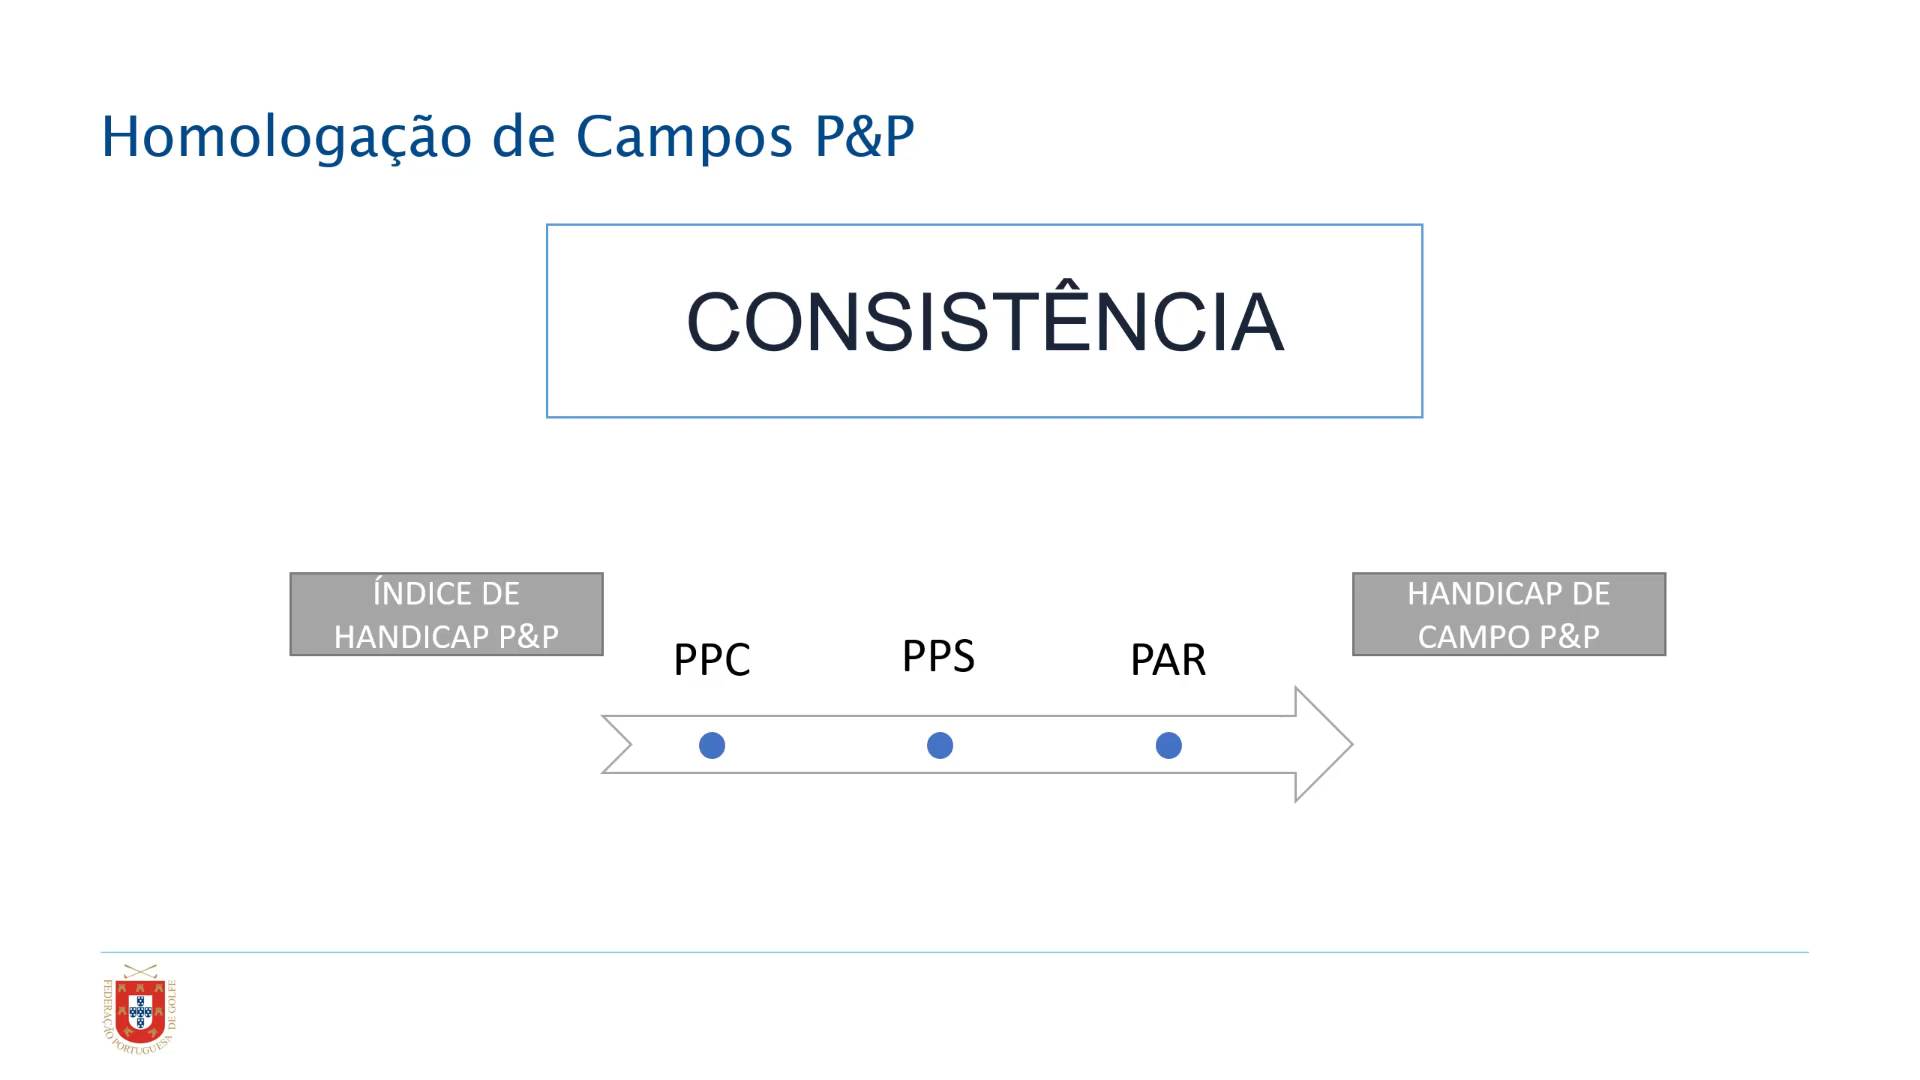 Homologação de Campos P&P
CONSISTÊNCIA
ÍNDICE DE
HANDICAP P&P
PPC
PPS
PAR
HANDICAP DE
CAMPO P&P
FEDERAÇÃO PORTUGUESA DE GOLFE